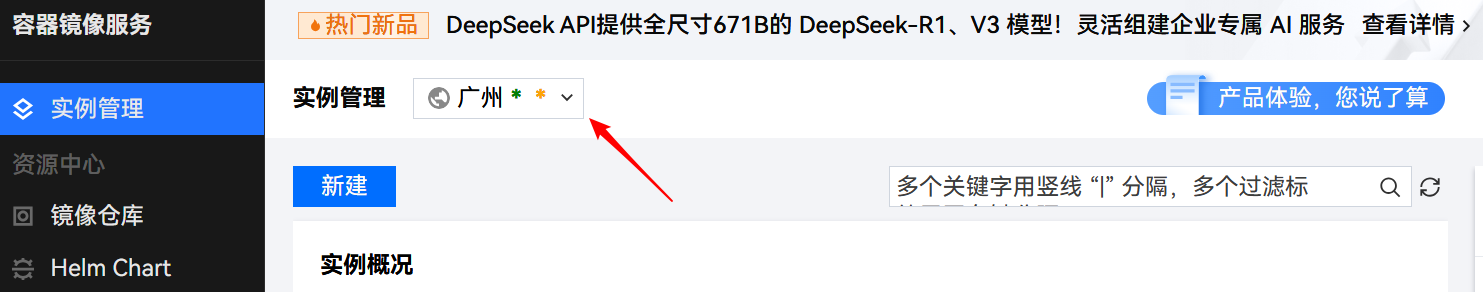 容器镜像服务
热门新品 DeepSeek API提供全尺寸671B的 DeepSeek-R1、V3 模型！灵活组建企业专属 AI 服务 查看详情
实例管理
实例管理 广州 * *
产品体验，您说了算
资源中心
新建
多个关键字用竖线 “|” 分隔，多个过滤标
镜像仓库
Helm Chart
实例概况